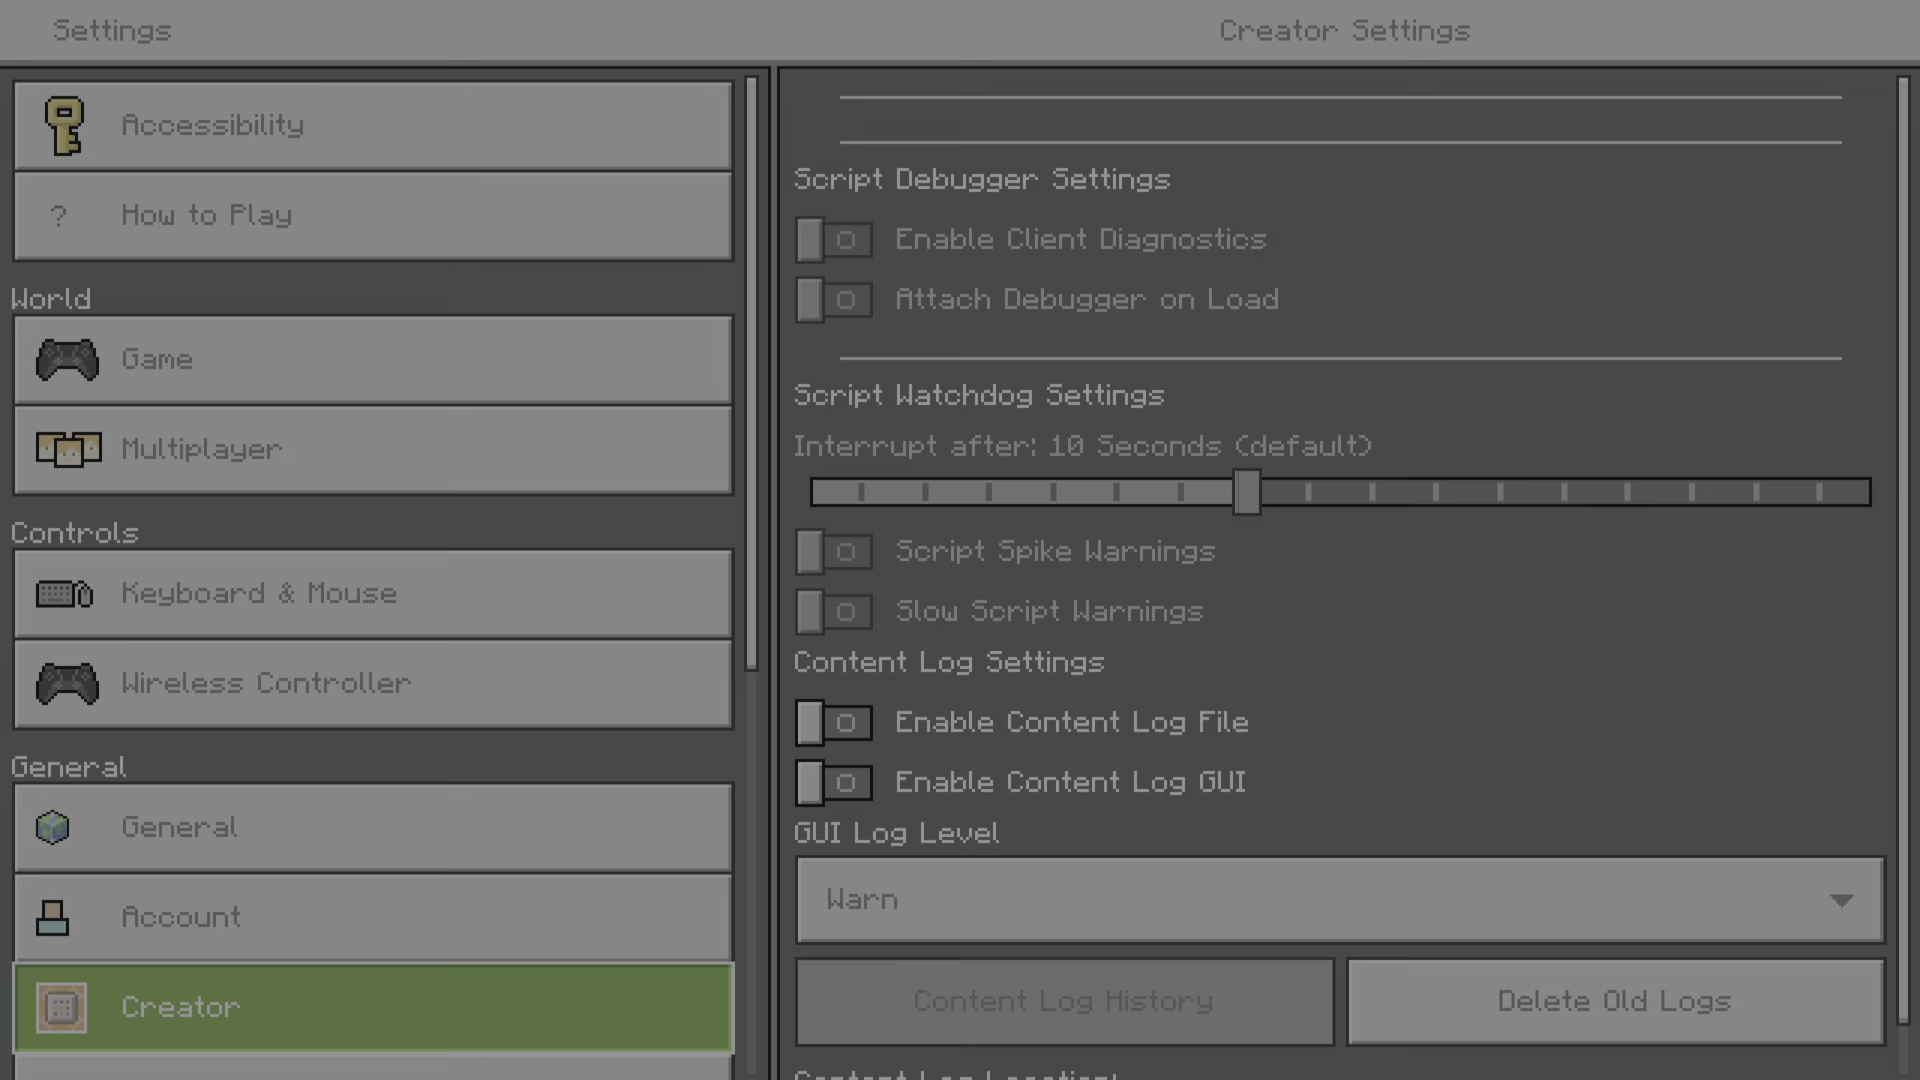 Settings
Creator Settings
Accessibility
? How to Play
World
Game
Multiplayer
Controls
Keyboard & Mouse
Wireless Controller
General
General
Account
Creator
Script Debugger Settings
Enable Client Diagnostics
Attach Debugger on Load
Script Watchdog Settings
Interrupt after: 10 Seconds (default)
Script Spike Warnings
Slow Script Warnings
Content Log Settings
Enable Content Log File
Enable Content Log GUI
GUI Log Level
Warn
Content Log History
Delete Old Logs
Content Log Location: